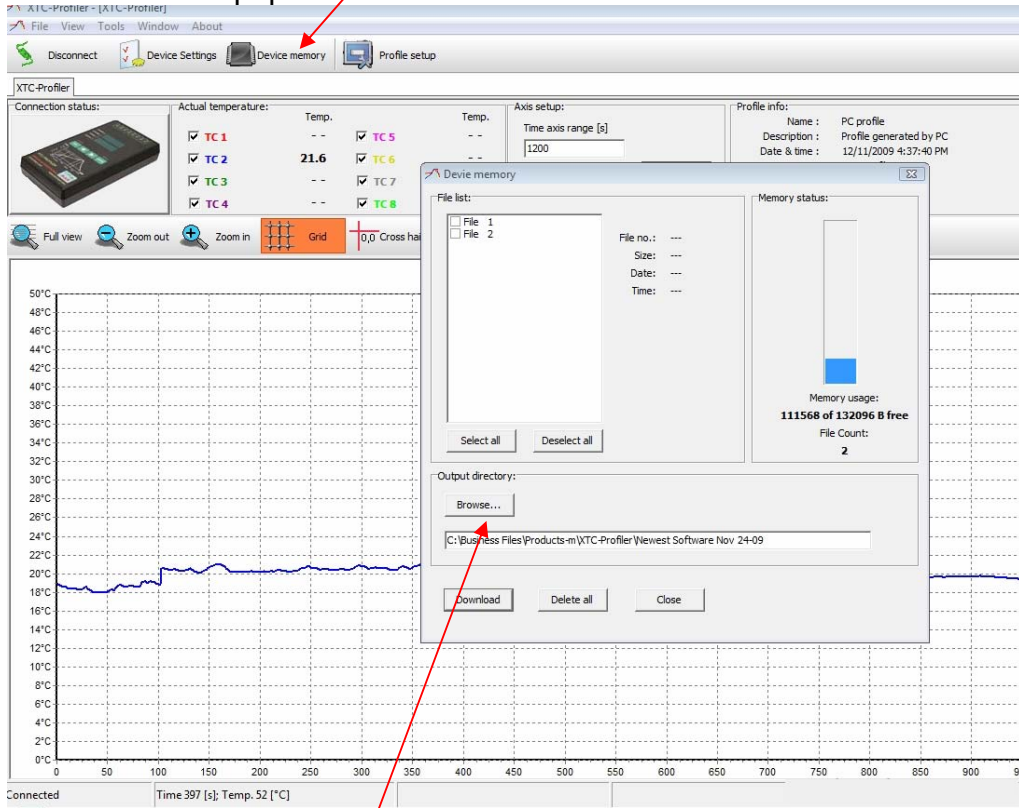 XTC-Profiler - [XTC-Profiler]
File View Tools Window About
Disconnect Device Settings Device memory Profile setup
XTC-Profiler
Connection status:
Actual temperature:
Temp. Temp.
TC 1 -- TC 5 --
TC 2 21.6 TC 6 --
TC 3 -- TC 7
TC 4 -- TC 8
Axis setup:
Time axis range [s]
1200
Profile info:
Name : PC profile
Description : Profile generated by PC
Date & time : 12/11/2009 4:37:40 PM
Full view Zoom out Zoom in Grid 0,0 Cross hai
Devie memory
File list:
File 1
File 2
File no.: ---
Size: ---
Date: ---
Time: ---
Select all Deselect all
Memory status:
Memory usage:
111568 of 132096 B free
File Count:
2
Output directory:
Browse...
C:\Business Files\Products-m\XTC-Profiler\Newest Software Nov 24-09
Download Delete all Close
50°C
48°C
46°C
44°C
42°C
40°C
38°C
36°C
34°C
32°C
30°C
28°C
26°C
24°C
22°C
20°C
18°C
16°C
14°C
12°C
10°C
8°C
6°C
4°C
2°C
0°C
0 50 100 150 200 250 300 350 400 450 500 550 600 650 700 750 800 850 900
Connected Time 397 [s]; Temp. 52 [°C]